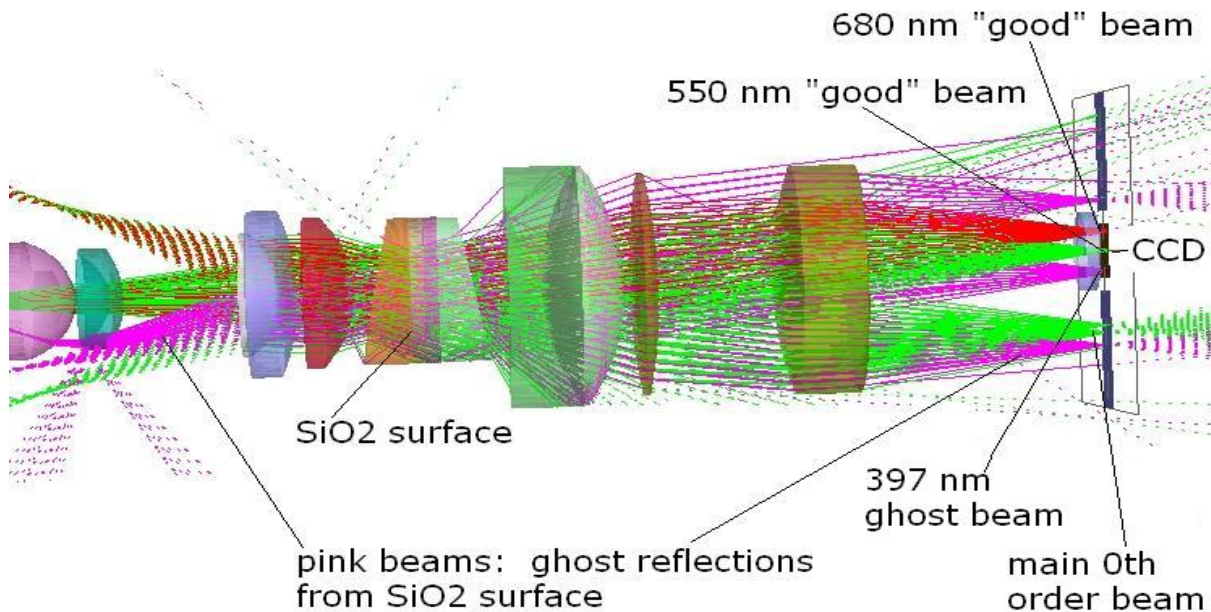 680 nm "good" beam
550 nm "good" beam
CCD
SiO2 surface
397 nm
ghost beam
pink beams:  ghost reflections
from SiO2 surface
main 0th
order beam